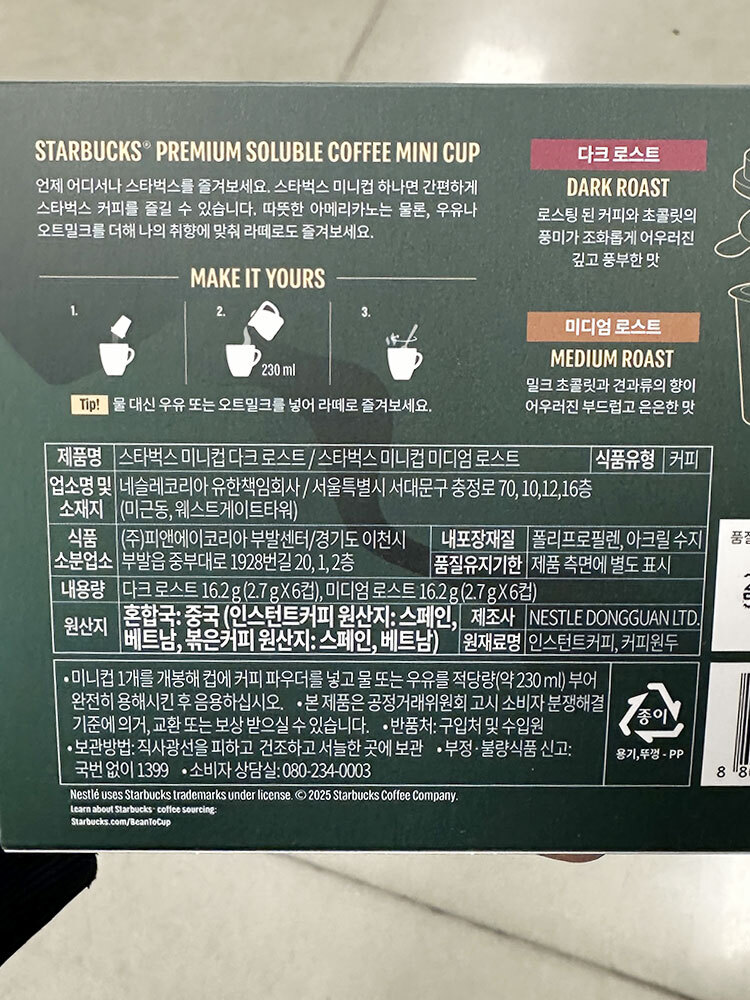 STARBUCKS® PREMIUM SOLUBLE COFFEE MINI CUP
언제 어디서나 스타벅스를 즐겨보세요. 스타벅스 미니컵 하나면 간편하게
스타벅스 커피를 즐길 수 있습니다. 따뜻한 아메리카노는 물론, 우유나
오트밀크를 더해 나의 취향에 맞춰 라떼로도 즐겨보세요.
MAKE IT YOURS
1.
2.
3.
230 ml
Tip! 물 대신 우유 또는 오트밀크를 넣어 라떼로 즐겨보세요.
다크 로스트
DARK ROAST
로스팅 된 커피와 초콜릿의
풍미가 조화롭게 어우러진
깊고 풍부한 맛
미디엄 로스트
MEDIUM ROAST
밀크 초콜릿과 견과류의 향이
어우러진 부드럽고 은은한 맛
제품명 스타벅스 미니컵 다크 로스트 / 스타벅스 미니컵 미디엄 로스트 식품유형 커피
업소명 및 네슬레코리아 유한책임회사 / 서울특별시 서대문구 충정로 70, 10,12,16층
소재지 (미근동, 웨스트게이트타워)
식품 (주)피앤에이코리아 부발센터/경기도 이천시 내포장재질 폴리프로필렌, 아크릴 수지
소분업소 부발읍 중부대로 1928번길 20, 1, 2층 품질유지기한 제품 측면에 별도 표시
내용량 다크 로스트 16.2 g (2.7 g X 6컵), 미디엄 로스트 16.2 g (2.7 g X 6컵)
원산지 혼합국: 중국 (인스턴트커피 원산지: 스페인, 제조사 NESTLE DONGGUAN LTD.
베트남, 볶은커피 원산지: 스페인, 베트남) 원재료명 인스턴트커피, 커피원두
•미니컵 1개를 개봉해 컵에 커피 파우더를 넣고 물 또는 우유를 적당량(약 230 ml) 부어
완전히 용해시킨 후 음용하십시오. •본 제품은 공정거래위원회 고시 소비자 분쟁해결
기준에 의거, 교환 또는 보상 받으실 수 있습니다. •반품처: 구입처 및 수입원
•보관방법: 직사광선을 피하고 건조하고 서늘한 곳에 보관 •부정·불량식품 신고:
국번 없이 1399 •소비자 상담실: 080-234-0003
종이
용기,뚜껑 - PP
Nestlé uses Starbucks trademarks under license. © 2025 Starbucks Coffee Company.
Learn about Starbucks® coffee sourcing:
Starbucks.com/BeanToCup